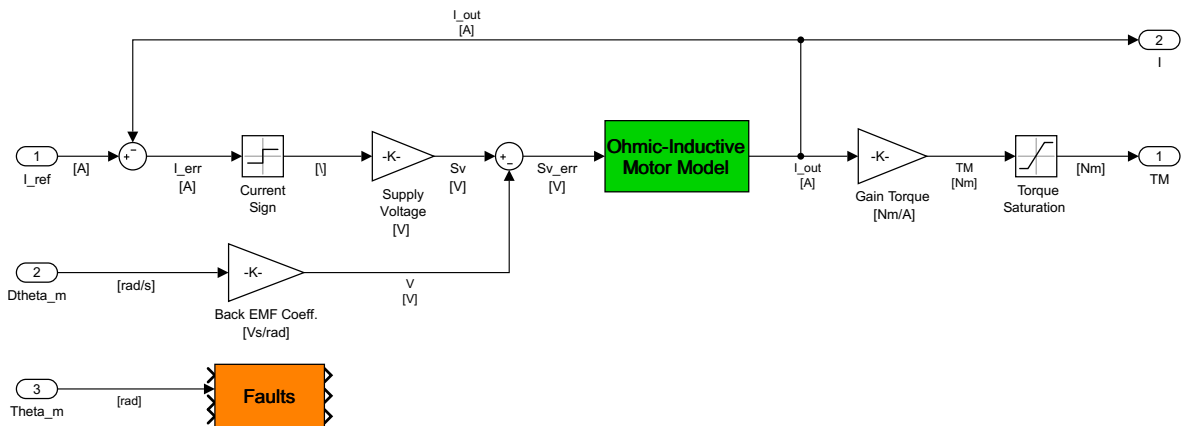 I_out
[A]
2
I
1
I_ref
[A]
+
−
I_err
[A]
Current
Sign
[\]
-K-
Supply
Voltage
[V]
Sv
[V]
+
−
Sv_err
[V]
Ohmic-Inductive
Motor Model
I_out
[A]
-K-
Gain Torque
[Nm/A]
TM
[Nm]
Torque
Saturation
[Nm]
1
TM
2
Dtheta_m
[rad/s]
-K-
Back EMF Coeff.
[Vs/rad]
V
[V]
3
Theta_m
[rad]
Faults